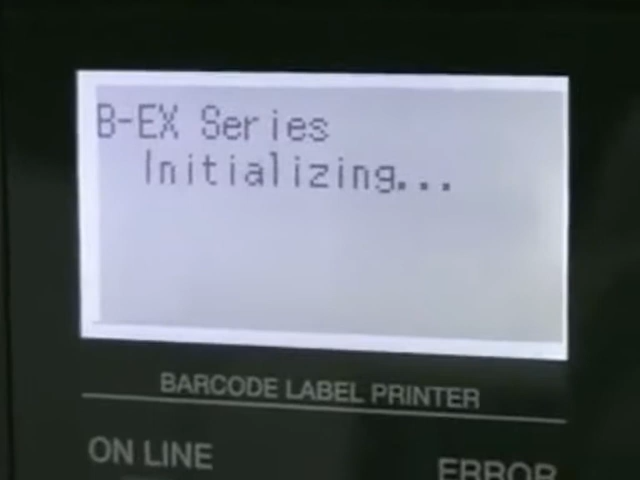 B-EX Series
Initializing...
BARCODE LABEL PRINTER
ON LINE
ERROR